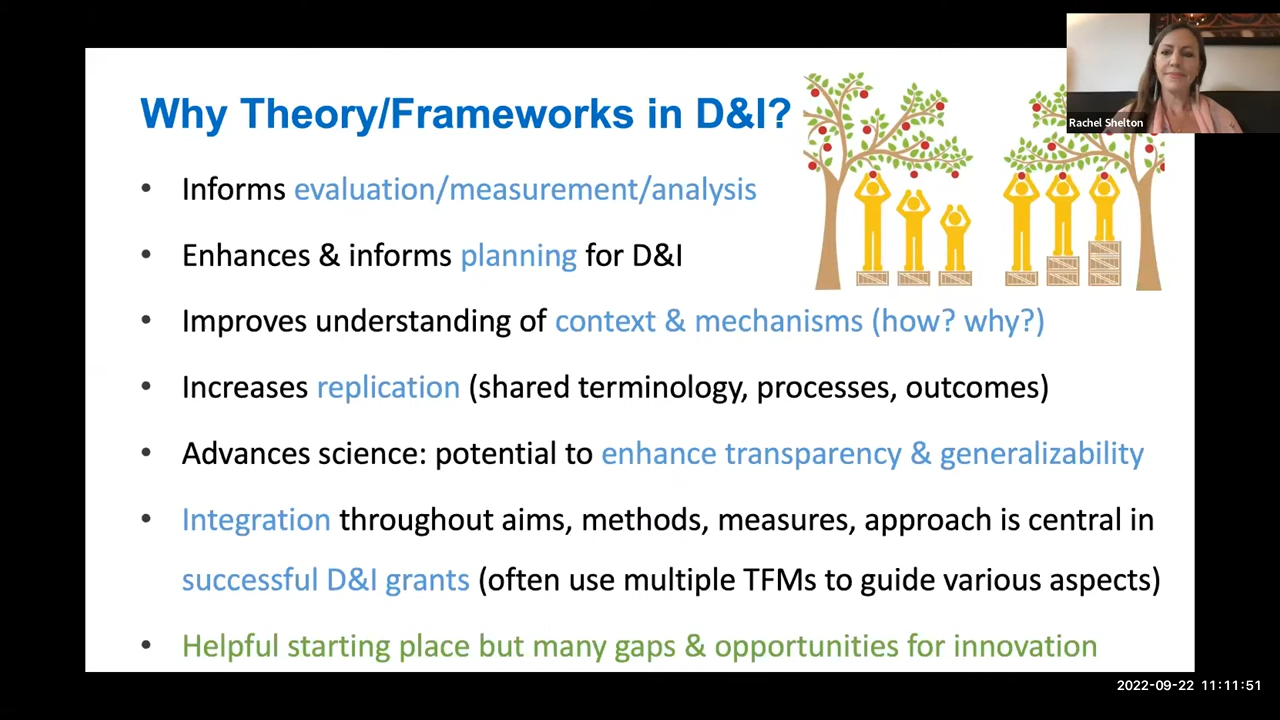 Why Theory/Frameworks in D&I?
Rachel Shelton
• Informs evaluation/measurement/analysis
• Enhances & informs planning for D&I
• Improves understanding of context & mechanisms (how? why?)
• Increases replication (shared terminology, processes, outcomes)
• Advances science: potential to enhance transparency & generalizability
• Integration throughout aims, methods, measures, approach is central in
successful D&I grants (often use multiple TFMs to guide various aspects)
• Helpful starting place but many gaps & opportunities for innovation
2022-09-22 11:11:51